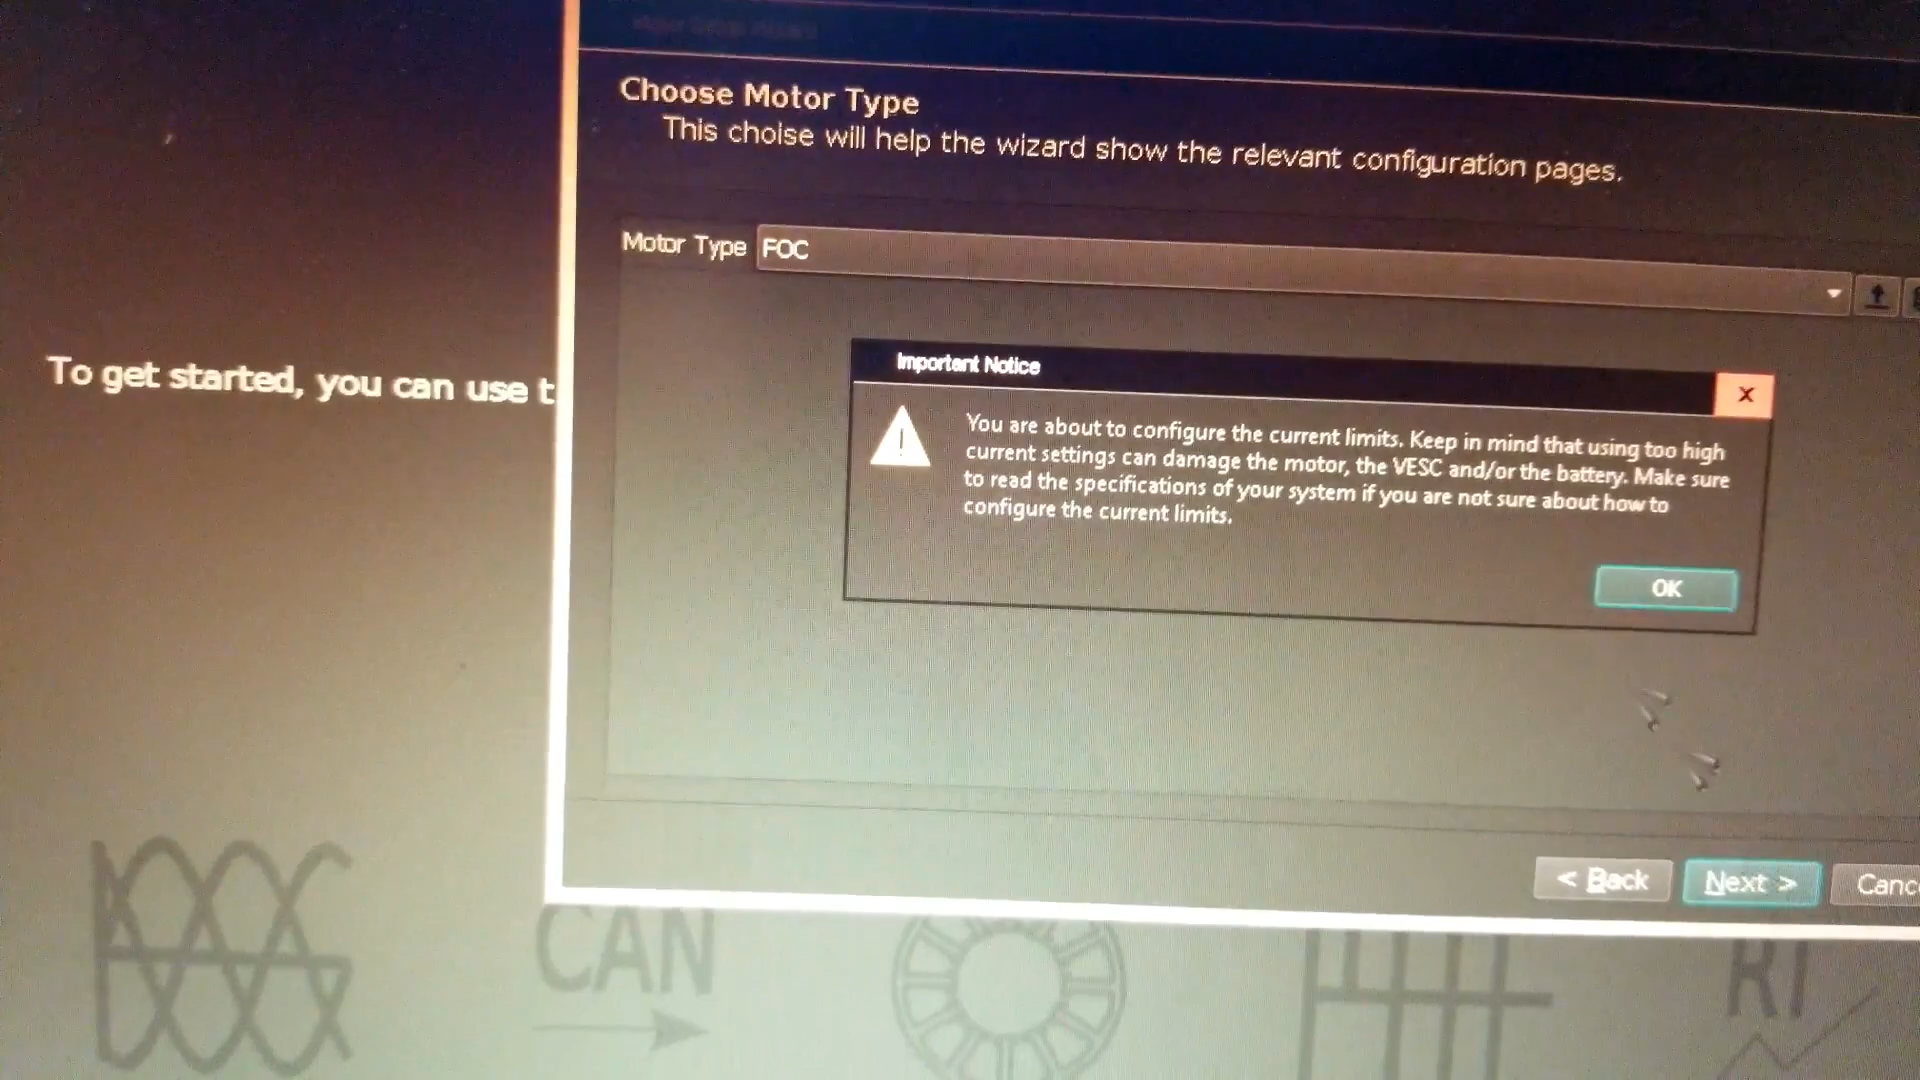 Choose Motor Type
This choise will help the wizard show the relevant configuration pages.
Motor Type FOC
Important Notice
X
You are about to configure the current limits. Keep in mind that using too high
current settings can damage the motor, the VESC and/or the battery. Make sure
to read the specifications of your system if you are not sure about how to
configure the current limits.
OK
To get started, you can use t
< Back Next > Canc
CAN
RT